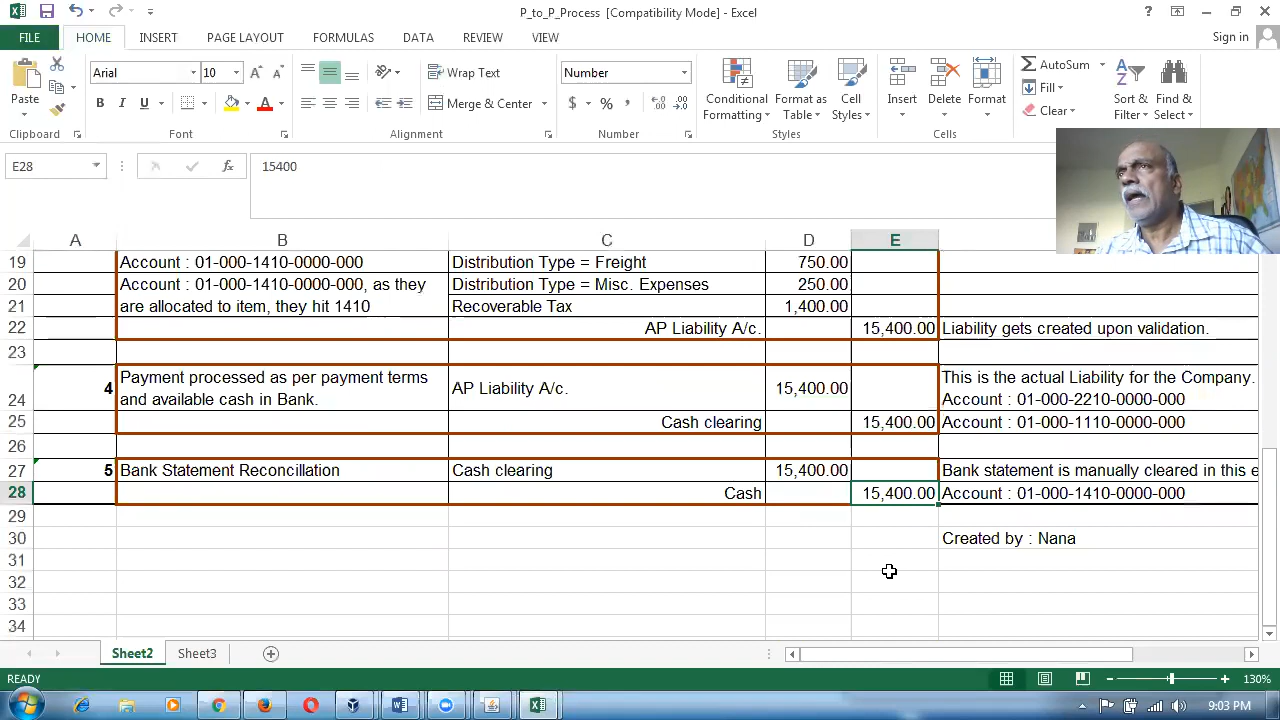 P_to_P_Process [Compatibility Mode] - Excel
FILE HOME INSERT PAGE LAYOUT FORMULAS DATA REVIEW VIEW Sign in
Paste
Arial 10
B I U A
Wrap Text
Merge & Center
Number
$ % ,
Conditional Formatting
Format as Table
Cell Styles
Insert
Delete
Format
AutoSum
Fill
Clear
Sort & Filter
Find & Select
Clipboard Font Alignment Number Styles Cells Editing
E28 fx 15400
A B C D E
19 Account : 01-000-1410-0000-000 Distribution Type = Freight 750.00
20 Account : 01-000-1410-0000-000, as they Distribution Type = Misc. Expenses 250.00
21 are allocated to item, they hit 1410 Recoverable Tax 1,400.00
22 AP Liability A/c. 15,400.00 Liability gets created upon validation.
23
24 4 Payment processed as per payment terms and available cash in Bank. AP Liability A/c. 15,400.00 This is the actual Liability for the Company. Account : 01-000-2210-0000-000
25 Cash clearing 15,400.00 Account : 01-000-1110-0000-000
26
27 5 Bank Statement Reconcillation Cash clearing 15,400.00 Bank statement is manually cleared in this e
28 Cash 15,400.00 Account : 01-000-1410-0000-000
29
30 Created by : Nana
31
32
33
34
Sheet2 Sheet3
READY 130%
9:03 PM